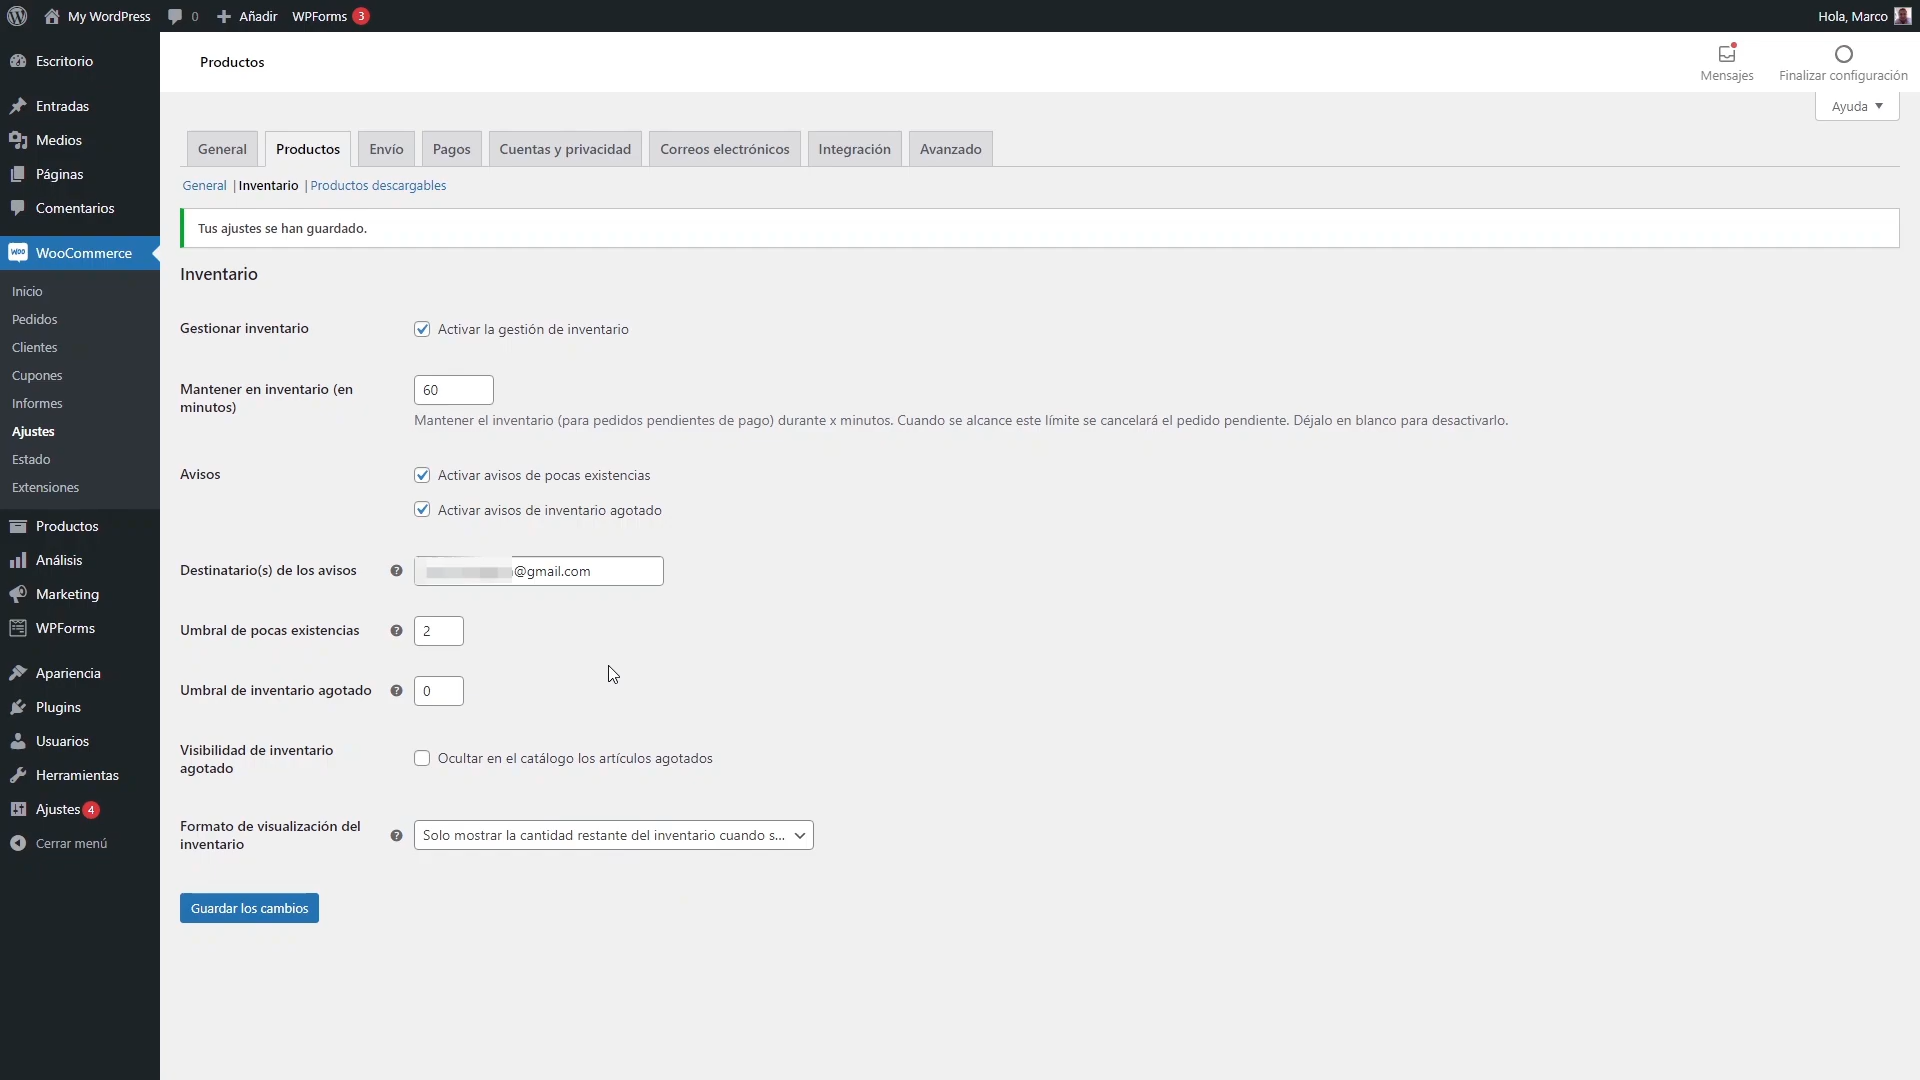 My WordPress 0 Añadir WPForms 3 Hola, Marco
Escritorio
Entradas
Medios
Páginas
Comentarios
WooCommerce
Inicio
Pedidos
Clientes
Cupones
Informes
Ajustes
Estado
Extensiones
Productos
Análisis
Marketing
WPForms
Apariencia
Plugins
Usuarios
Herramientas
Ajustes 4
Cerrar menú
Productos
Mensajes
Finalizar configuración
Ayuda
General Productos Envío Pagos Cuentas y privacidad Correos electrónicos Integración Avanzado
General | Inventario | Productos descargables
Tus ajustes se han guardado.
Inventario
Gestionar inventario
Activar la gestión de inventario
Mantener en inventario (en
minutos)
60
Mantener el inventario (para pedidos pendientes de pago) durante x minutos. Cuando se alcance este límite se cancelará el pedido pendiente. Déjalo en blanco para desactivarlo.
Avisos
Activar avisos de pocas existencias
Activar avisos de inventario agotado
Destinatario(s) de los avisos
@gmail.com
Umbral de pocas existencias
2
Umbral de inventario agotado
0
Visibilidad de inventario
agotado
Ocultar en el catálogo los artículos agotados
Formato de visualización del
inventario
Solo mostrar la cantidad restante del inventario cuando s...
Guardar los cambios